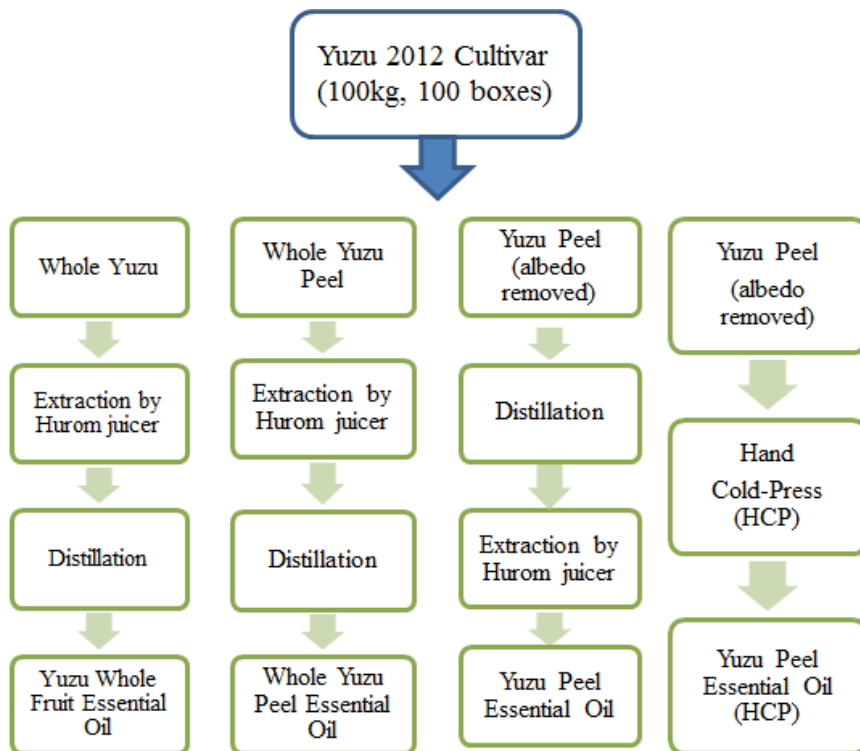 Yuzu 2012 Cultivar
(100kg, 100 boxes)
Whole Yuzu
Extraction by
Hurom juicer
Distillation
Yuzu Whole
Fruit Essential
Oil
Whole Yuzu
Peel
Extraction by
Hurom juicer
Distillation
Whole Yuzu
Peel Essential
Oil
Yuzu Peel
(albedo
removed)
Distillation
Extraction by
Hurom juicer
Yuzu Peel
Essential Oil
Yuzu Peel
(albedo
removed)
Hand
Cold-Press
(HCP)
Yuzu Peel
Essential Oil
(HCP)